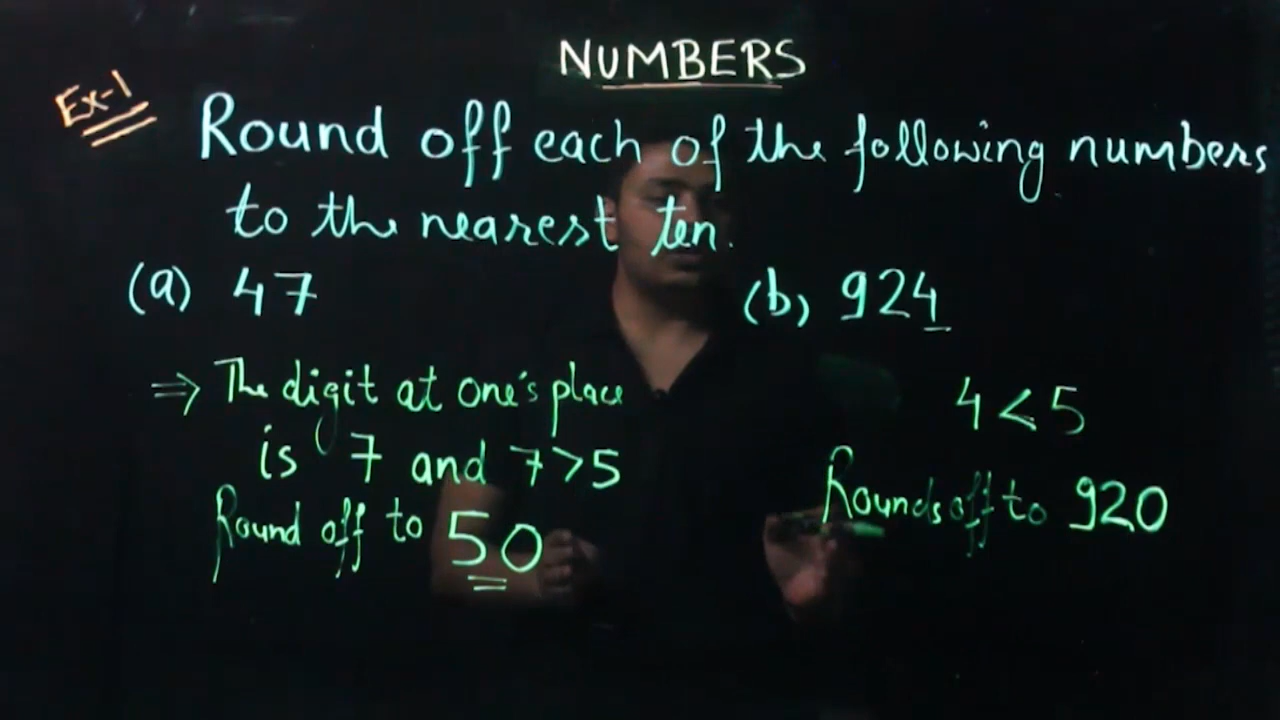 NUMBERS
Ex-1
Round off each of the following numbers
to the nearest ten.
(a) 47
(b) 924
⇒ The digit at one's place
is 7 and 7>5
Round off to 50
4<5
Rounds off to 920